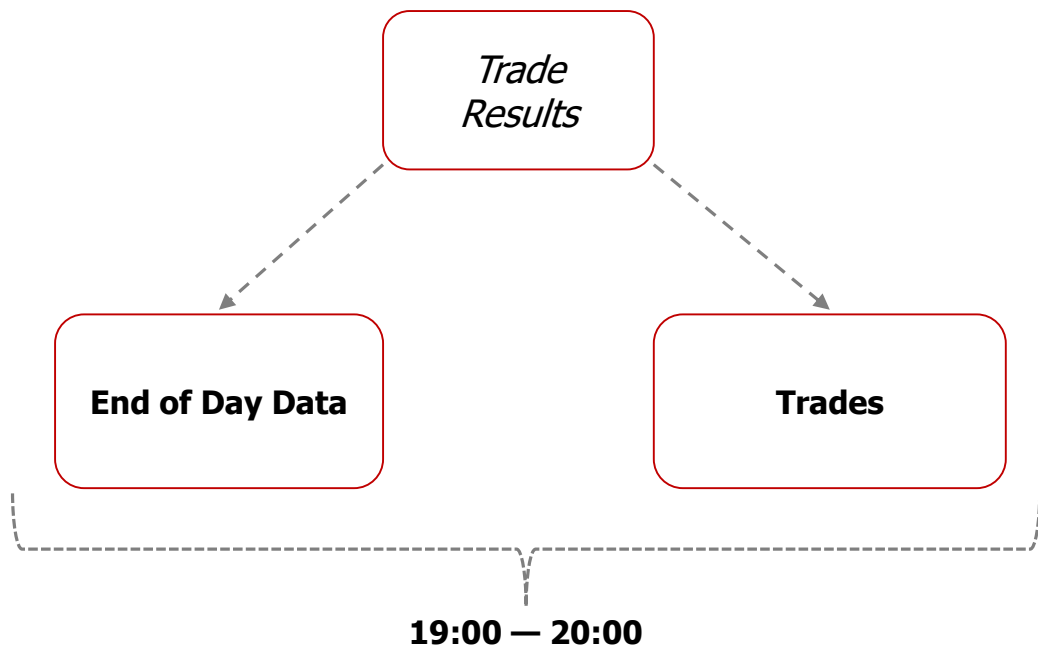 Trade
Results
End of Day Data
Trades
19:00 — 20:00